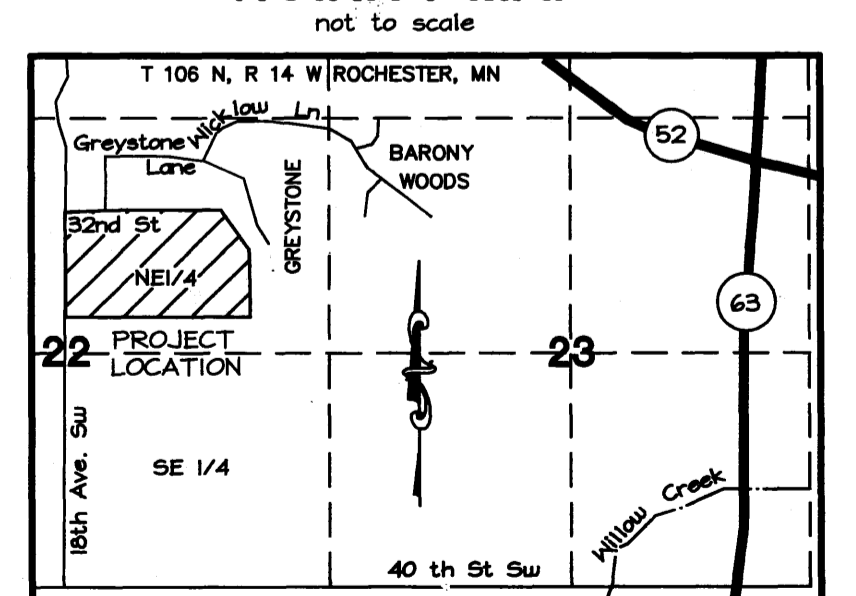 not to scale
T 106 N, R 14 W ROCHESTER, MN
Wicklow Ln
52
Greystone
Lane
BARONY
WOODS
GREYSTONE
32nd St
NE1/4
63
22
PROJECT
LOCATION
23
18th Ave. Sw
SE 1/4
Willow Creek
40 th St Sw